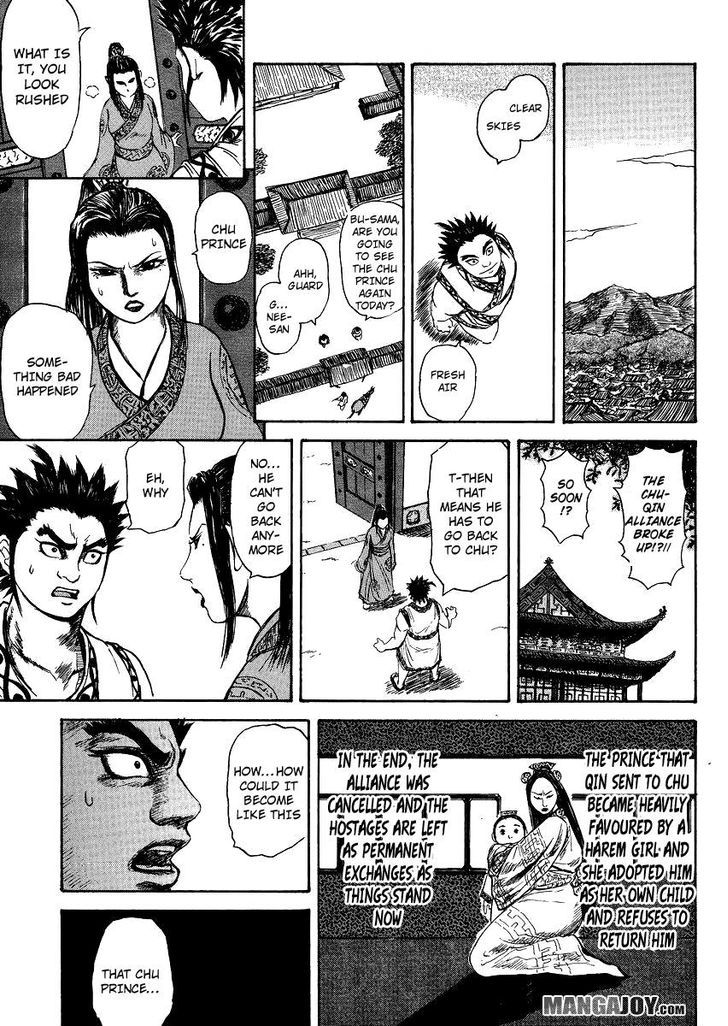 CLEAR
SKIES
FRESH
AIR
BU-SAMA,
ARE YOU
GOING
TO SEE
THE CHU
PRINCE
AGAIN
TODAY?
AHH,
GUARD
G...
NEE-
SAN
WHAT IS
IT, YOU
LOOK
RUSHED
CHU
PRINCE
SOME-
THING BAD
HAPPENED
THE
CHU-
QIN
ALLIANCE
BROKE
UP!?!!
SO
SOON!?
T-THEN
THAT
MEANS HE
HAS TO
GO BACK
TO CHU?
NO...
HE
CAN'T
GO
BACK
ANY-
MORE
EH,
WHY
THE PRINCE THAT
QIN SENT TO CHU
BECAME HEAVILY
FAVOURED BY A
HAREM GIRL AND
SHE ADOPTED HIM
AS HER OWN CHILD
AND REFUSES TO
RETURN HIM
IN THE END, THE
ALLIANCE WAS
CANCELLED AND THE
HOSTAGES ARE LEFT
AS PERMANENT
EXCHANGES AS
THINGS STAND
NOW
HOW...HOW
COULD IT
BECOME
LIKE THIS
THAT CHU
PRINCE...
MANGAJOY.COM